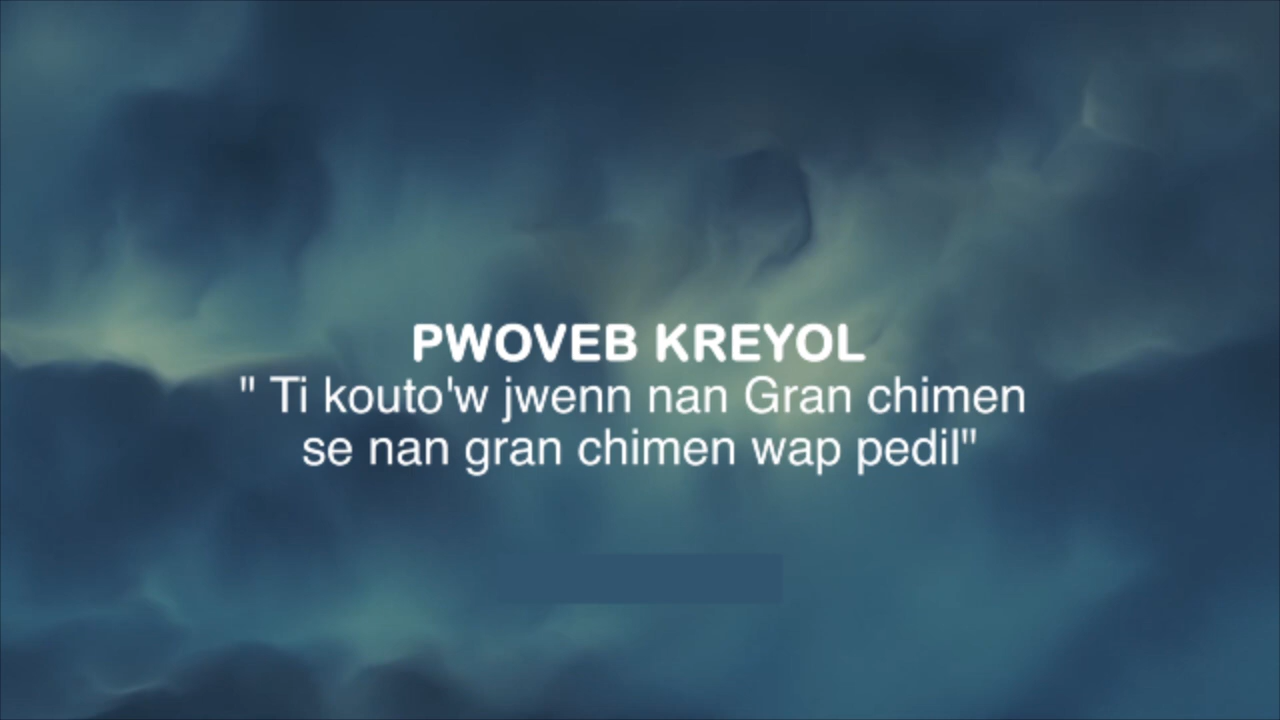 PWOVEB KREYOL
" Ti kouto'w jwenn nan Gran chimen
se nan gran chimen wap pedil"